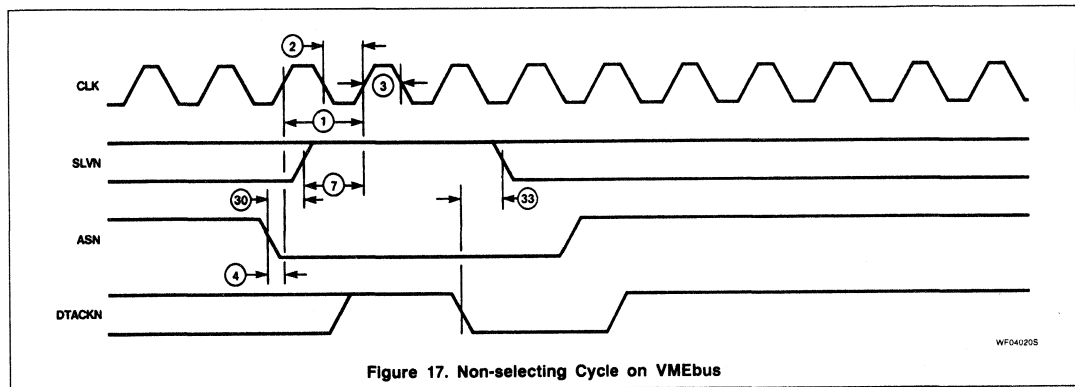 2
CLK
3
1
SLVN
7
30
33
ASN
4
DTACKN
WF04020S
Figure 17. Non-selecting Cycle on VMEbus